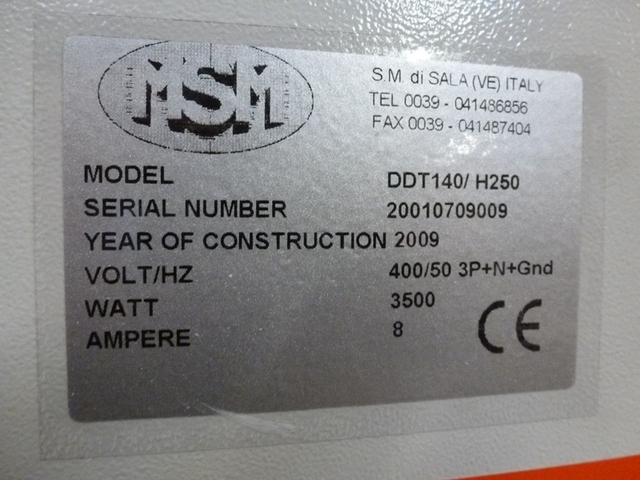 MSM
S.M. di SALA (VE) ITALY
TEL 0039 - 041486856
FAX 0039 - 041487404
MODEL DDT140/ H250
SERIAL NUMBER 20010709009
YEAR OF CONSTRUCTION 2009
VOLT/HZ 400/50 3P+N+Gnd
WATT 3500
AMPERE 8
CE